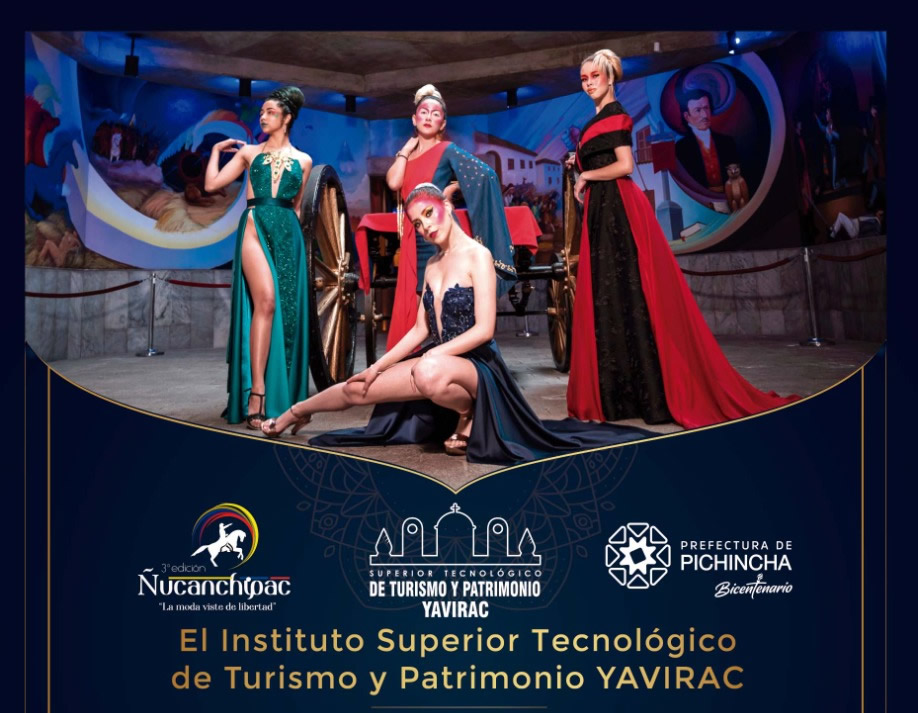 3ª edición
Ñucanchipac
"La moda viste de libertad"
SUPERIOR TECNOLÓGICO
DE TURISMO Y PATRIMONIO
YAVIRAC
PREFECTURA DE
PICHINCHA
Bicentenario
El Instituto Superior Tecnológico
de Turismo y Patrimonio YAVIRAC